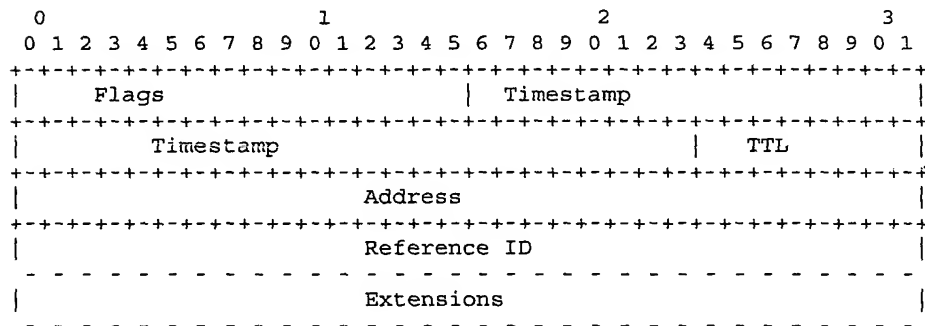 0                   1                   2                   3
0 1 2 3 4 5 6 7 8 9 0 1 2 3 4 5 6 7 8 9 0 1 2 3 4 5 6 7 8 9 0 1
+-+-+-+-+-+-+-+-+-+-+-+-+-+-+-+-+-+-+-+-+-+-+-+-+-+-+-+-+-+-+-+-+
|     Flags                     |  Timestamp                    |
+-+-+-+-+-+-+-+-+-+-+-+-+-+-+-+-+-+-+-+-+-+-+-+-+-+-+-+-+-+-+-+-+
|         Timestamp                             |   TTL         |
+-+-+-+-+-+-+-+-+-+-+-+-+-+-+-+-+-+-+-+-+-+-+-+-+-+-+-+-+-+-+-+-+
|                        Address                                |
+-+-+-+-+-+-+-+-+-+-+-+-+-+-+-+-+-+-+-+-+-+-+-+-+-+-+-+-+-+-+-+-+
|                        Reference ID                           |
- - - - - - - - - - - - - - - - - - - - - - - - - - - - - - - -
|                        Extensions                             |
- - - - - - - - - - - - - - - - - - - - - - - - - - - - - - - -